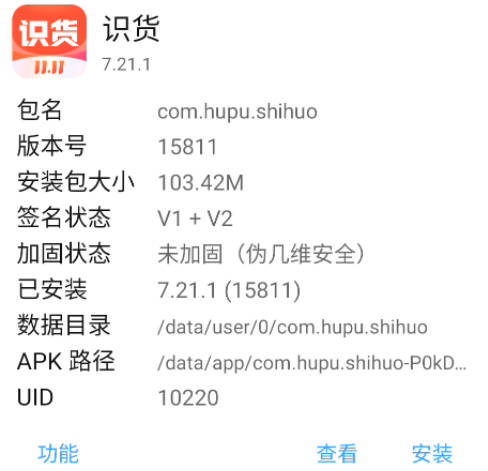 识货
11.11
识货
7.21.1
包名 com.hupu.shihuo
版本号 15811
安装包大小 103.42M
签名状态 V1 + V2
加固状态 未加固（伪几维安全）
已安装 7.21.1 (15811)
数据目录 /data/user/0/com.hupu.shihuo
APK 路径 /data/app/com.hupu.shihuo-P0kD...
UID 10220
功能 查看 安装